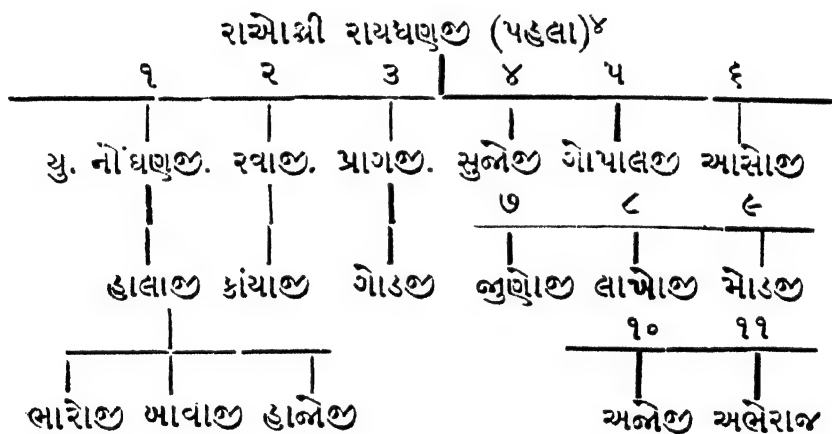 રાઓશ્રી રાયધણજી (પહલા)૪
૧ ૨ ૩ ૪ ૫ ૬
યુ. નોંઘણજી. રવાજી. પ્રાગજી. સુજોજી ગોપાલજી આસોજી
૭ ૮ ૯
હાલાજી કાંયાજી ગોડજી જીણોજી લાખોજી મોડજી
૧૦ ૧૧
ભારોજી ખાવાજી હાજોજી અજોજી અભેરાજ